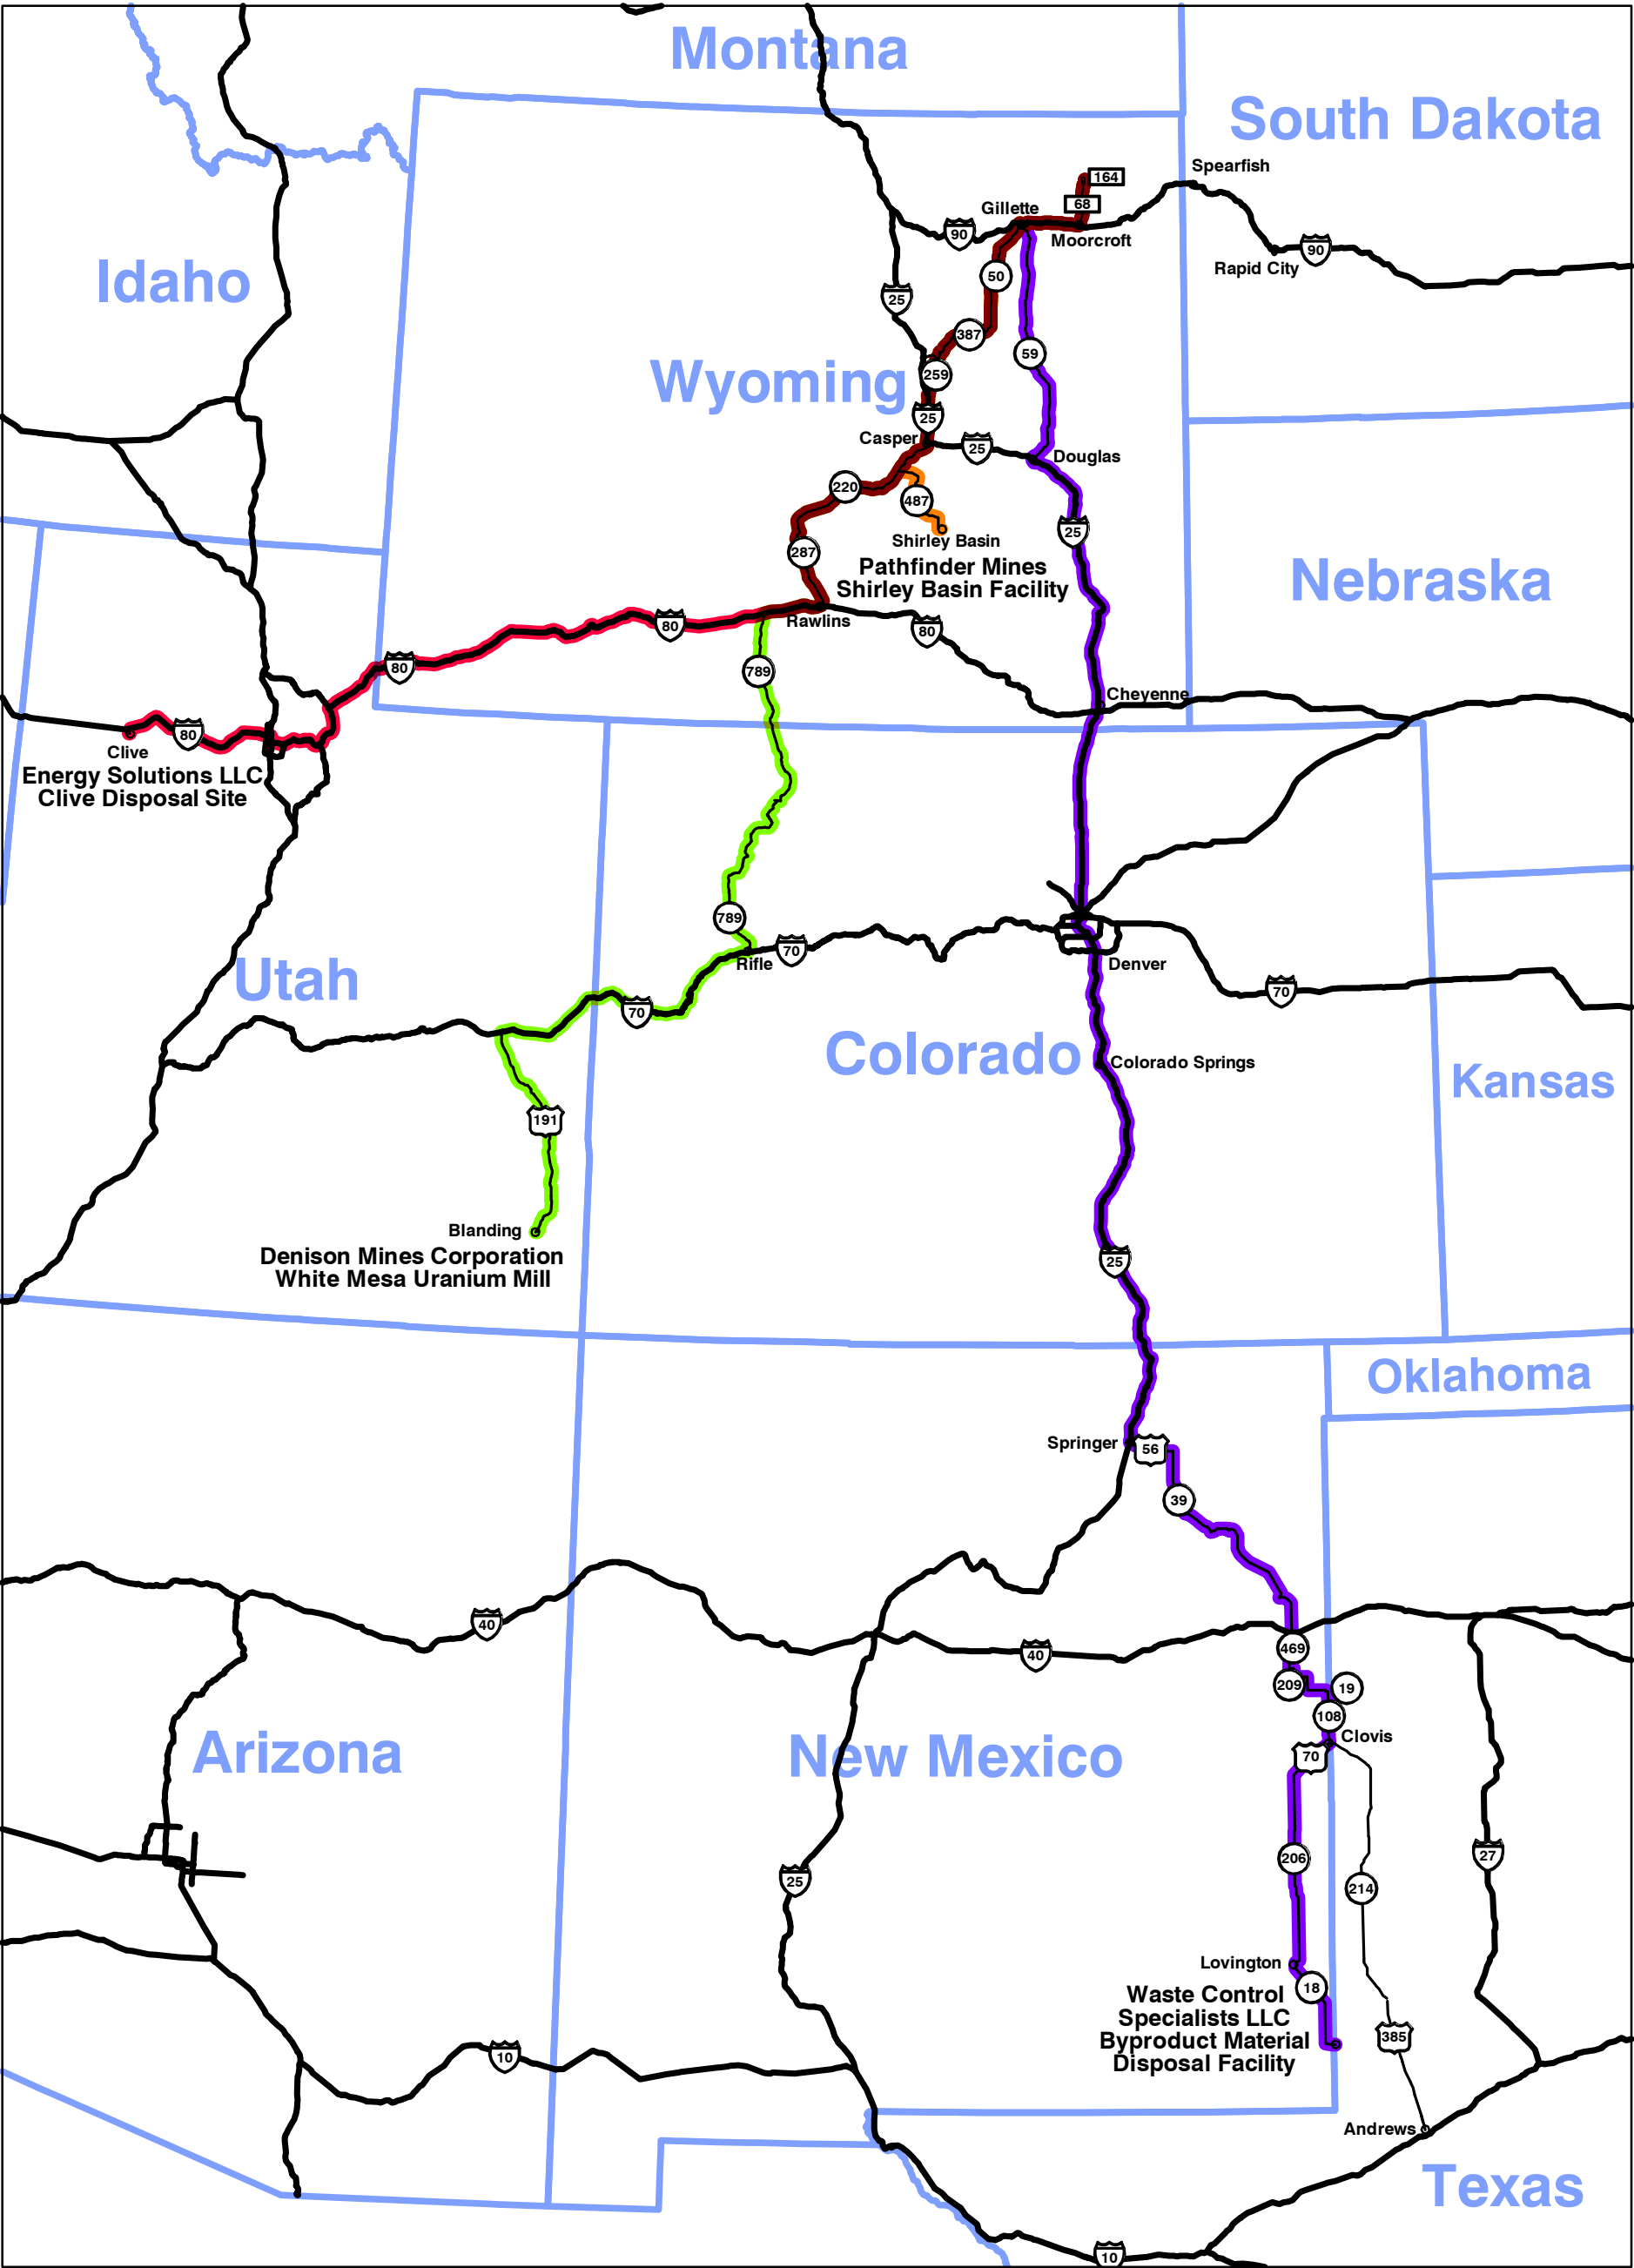 Montana
South Dakota
Spearfish
164
68
Gillette
90
Moorcroft
90
Rapid City
Idaho
50
25
387
59
Wyoming
259
25
Casper
25
Douglas
220
487
25
Shirley Basin
287
Pathfinder Mines
Shirley Basin Facility
Nebraska
Rawlins
80
80
80
789
Cheyenne
80
Clive
Energy Solutions LLC
Clive Disposal Site
789
Rifle
70
Denver
Utah
70
70
Colorado
Colorado Springs
Kansas
191
Blanding
Denison Mines Corporation
White Mesa Uranium Mill
25
Oklahoma
Springer
56
39
40
40
469
209
19
108
Clovis
Arizona
New Mexico
70
206
27
25
214
Lovington
18
Waste Control
Specialists LLC
Byproduct Material
Disposal Facility
385
10
Andrews
Texas
10